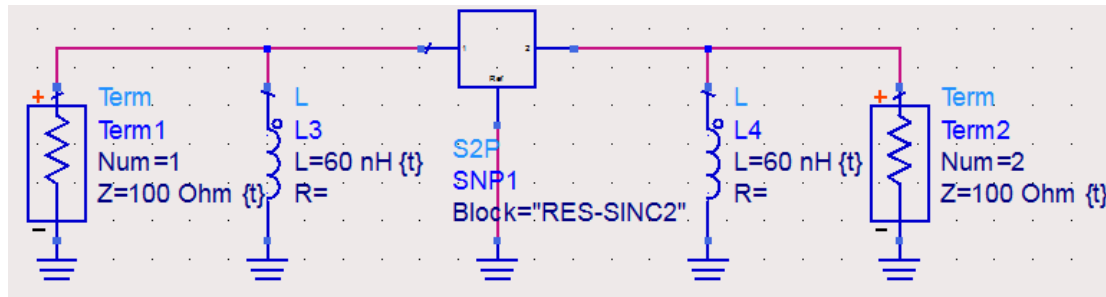 1 2
Ref
+ Term
Term1
Num=1
Z=100 Ohm {t}
-
L
L3
L=60 nH {t}
R=
S2P
SNP1
Block="RES-SINC2"
L
L4
L=60 nH {t}
R=
+ Term
Term2
Num=2
Z=100 Ohm {t}
-